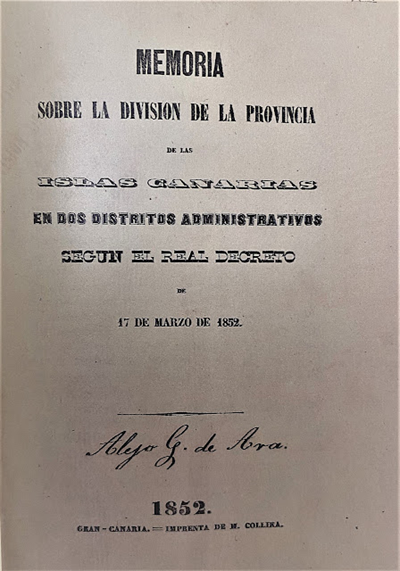 MEMORIA
SOBRE LA DIVISION DE LA PROVINCIA
DE LAS
ISLAS CANARIAS
EN DOS DISTRITOS ADMINISTRATIVOS
SEGUN EL REAL DECRETO
DE
17 DE MARZO DE 1852.
Alejo G. de Ara.
1852.
GRAN-CANARIA.=IMPRENTA DE M. COLLINA.